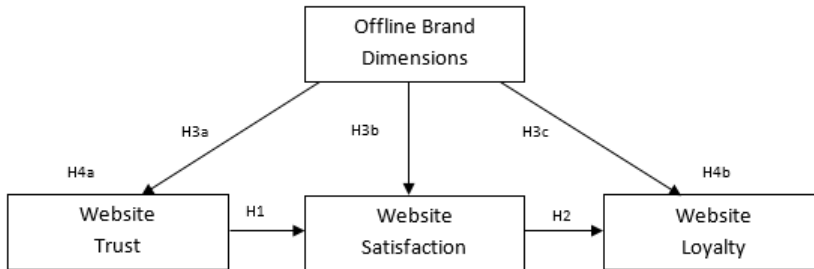 Offline Brand
Dimensions
H3a
H3b
H3c
H4a
H4b
Website
Trust
H1
Website
Satisfaction
H2
Website
Loyalty